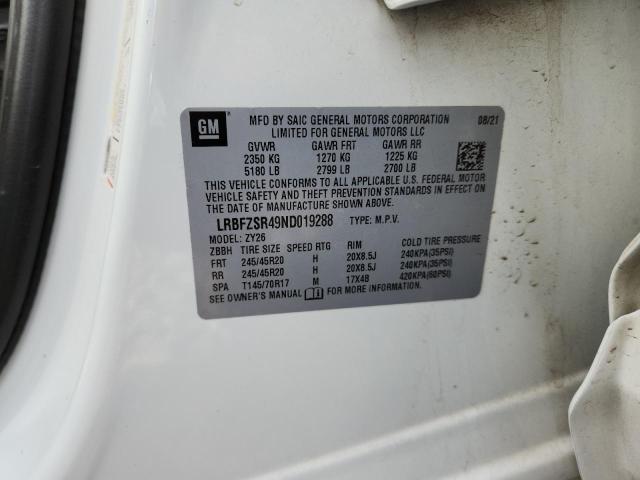 GM
MFD BY SAIC GENERAL MOTORS CORPORATION 08/21
LIMITED FOR GENERAL MOTORS LLC
GVWR GAWR FRT GAWR RR
2350 KG 1270 KG 1225 KG
5180 LB 2799 LB 2700 LB
THIS VEHICLE CONFORMS TO ALL APPLICABLE U.S. FEDERAL MOTOR
VEHICLE SAFETY AND THEFT PREVENTION STANDARDS IN EFFECT ON
THE DATE OF MANUFACTURE SHOWN ABOVE.
LRBFZSR49ND019288 TYPE: M.P.V.
MODEL: ZY26
ZBBH TIRE SIZE SPEED RTG RIM COLD TIRE PRESSURE
FRT 245/45R20 H 20X8.5J 240KPA(35PSI)
RR 245/45R20 H 20X8.5J 240KPA(35PSI)
SPA T145/70R17 M 17X4B 420KPA(60PSI)
SEE OWNER'S MANUAL FOR MORE INFORMATION.